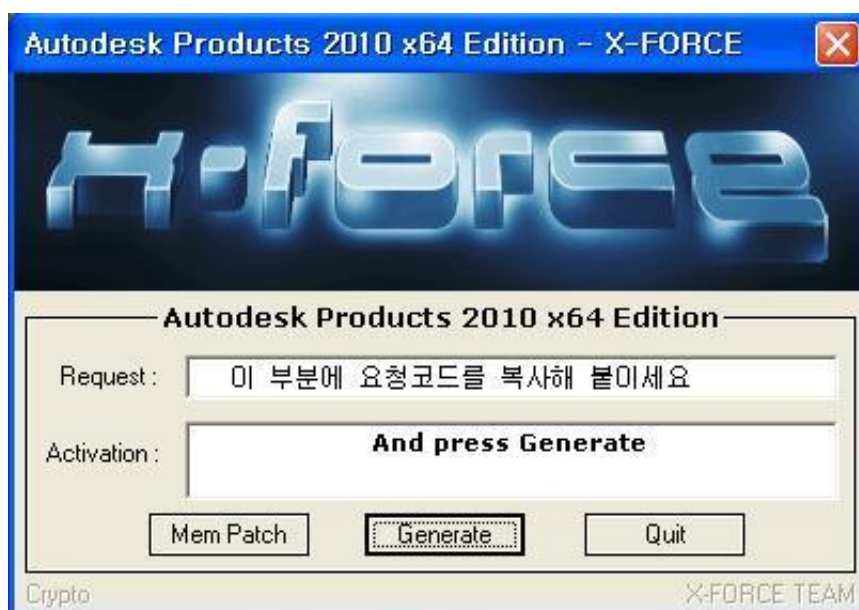 Autodesk Products 2010 x64 Edition - X-FORCE
x-force
Autodesk Products 2010 x64 Edition
Request :
이 부분에 요청코드를 복사해 붙이세요
Activation :
And press Generate
Mem Patch
Generate
Quit
Crypto
X-FORCE TEAM